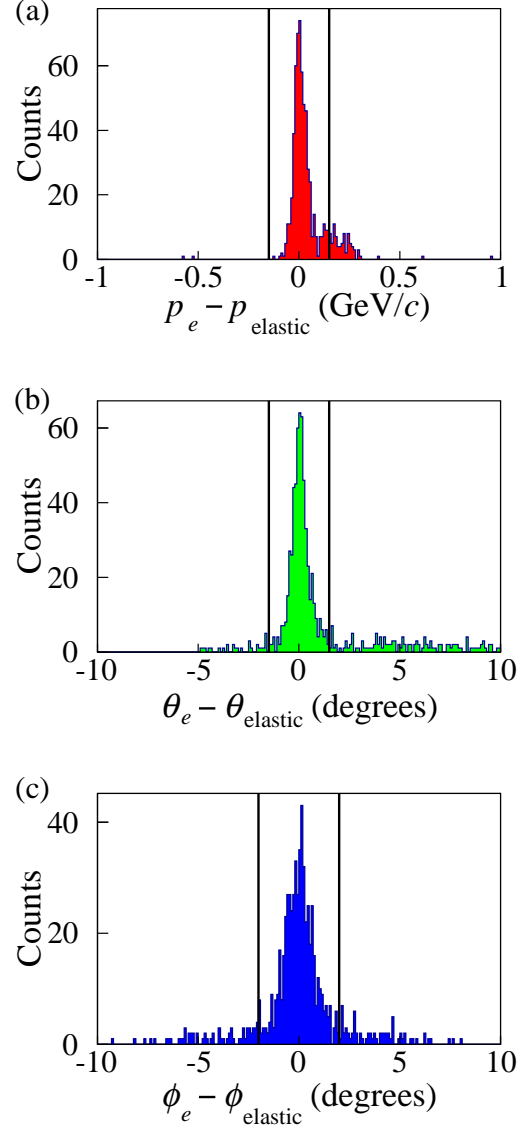 (a)
60
40
20
0
Counts
-1 -0.5 0 0.5 1
p_e − p_elastic (GeV/c)
(b)
60
40
20
0
Counts
-10 -5 0 5 10
θ_e − θ_elastic (degrees)
(c)
40
20
0
Counts
-10 -5 0 5 10
ϕ_e − ϕ_elastic (degrees)